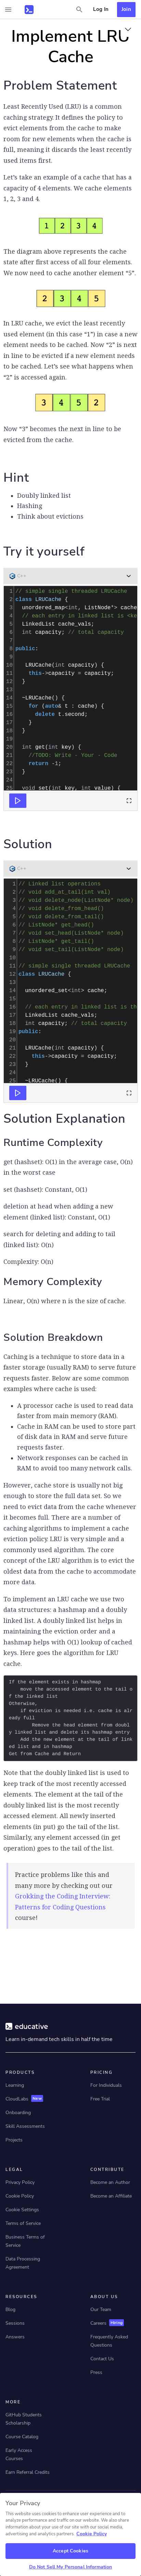 Log In
Join
Implement LRU
Cache
Problem Statement
Least Recently Used (LRU) is a common
caching strategy. It defines the policy to
evict elements from the cache to make
room for new elements when the cache is
full, meaning it discards the least recently
used items first.
Let's take an example of a cache that has a
capacity of 4 elements. We cache elements
1, 2, 3 and 4.
1 2 3 4
The diagram above represents the cache
state after first access of all four elements.
We now need to cache another element “5”.
2 3 4 5
In LRU cache, we evict the least recently
used element (in this case “1”) in case a new
element needs to be cached. Now “2” is next
in line to be evicted if a new element needs
to be cached. Let's see what happens when
“2” is accessed again.
3 4 5 2
Now “3” becomes the next in line to be
evicted from the cache.
Hint
Doubly linked list
Hashing
Think about evictions
Try it yourself
C++
1 // simple single threaded LRUCache
2 class LRUCache {
3 unordered_map<int, ListNode*> cache
4 // each entry in linked list is <ke
5 LinkedList cache_vals;
6 int capacity; // total capacity
7
8 public:
9
10 LRUCache(int capacity) {
11 this->capacity = capacity;
12 }
13
14 ~LRUCache() {
15 for (auto& t : cache) {
16 delete t.second;
17 }
18 }
19
20 int get(int key) {
21 //TODO: Write - Your - Code
22 return -1;
23 }
24
25 void set(int key, int value) {
Solution
C++
1 // Linked list operations
2 // void add_at_tail(int val)
3 // void delete_node(ListNode* node)
4 // void delete_from_head()
5 // void delete_from_tail()
6 // ListNode* get_head()
7 // void set_head(ListNode* node)
8 // ListNode* get_tail()
9 // void set_tail(ListNode* node)
10
11 // simple single threaded LRUCache
12 class LRUCache {
13
14 unordered_set<int> cache;
15
16 // each entry in linked list is th
17 LinkedList cache_vals;
18 int capacity; // total capacity
19 public:
20
21 LRUCache(int capacity) {
22 this->capacity = capacity;
23 }
24
25 ~LRUCache() {
Solution Explanation
Runtime Complexity
get (hashset): O(1) in the average case, O(n)
in the worst case
set (hashset): Constant, O(1)
deletion at head when adding a new
element (linked list): Constant, O(1)
search for deleting and adding to tail
(linked list): O(n)
Complexity: O(n)
Memory Complexity
Linear, O(n) where n is the size of cache.
Solution Breakdown
Caching is a technique to store data in a
faster storage (usually RAM) to serve future
requests faster. Below are some common
examples where cache is used:
A processor cache is used to read data
faster from main memory (RAM).
Cache in RAM can be used to store part
of disk data in RAM and serve future
requests faster.
Network responses can be cached in
RAM to avoid too many network calls.
However, cache store is usually not big
enough to store the full data set. So we
need to evict data from the cache whenever
it becomes full. There are a number of
caching algorithms to implement a cache
eviction policy. LRU is very simple and a
commonly used algorithm. The core
concept of the LRU algorithm is to evict the
oldest data from the cache to accommodate
more data.
To implement an LRU cache we use two
data structures: a hashmap and a doubly
linked list. A doubly linked list helps in
maintaining the eviction order and a
hashmap helps with O(1) lookup of cached
keys. Here goes the algorithm for LRU
cache.
If the element exists in hashmap
move the accessed element to the tail o
f the linked list
Otherwise,
if eviction is needed i.e. cache is alr
eady full
Remove the head element from doubl
y linked list and delete its hashmap entry
Add the new element at the tail of link
ed list and in hashmap
Get from Cache and Return
Note that the doubly linked list is used to
keep track of the most recently accessed
elements. The element at the tail of the
doubly linked list is the most recently
accessed element. All newly inserted
elements (in put) go the tail of the list.
Similarly, any element accessed (in get
operation) goes to the tail of the list.
Practice problems like this and
many more by checking out our
Grokking the Coding Interview:
Patterns for Coding Questions
course!
educative
Learn in-demand tech skills in half the time
PRODUCTS
PRICING
Learning
For Individuals
CloudLabs New
Free Trial
Onboarding
Skill Assessments
Projects
LEGAL
CONTRIBUTE
Privacy Policy
Become an Author
Cookie Policy
Become an Affiliate
Cookie Settings
Terms of Service
Business Terms of
Service
Data Processing
Agreement
RESOURCES
ABOUT US
Blog
Our Team
Sessions
Careers Hiring
Answers
Frequently Asked
Questions
Contact Us
Press
MORE
GitHub Students
Scholarship
Course Catalog
Early Access
Courses
Earn Referral Credits
Your Privacy
We and our third-party partners
Accept Cookies
Do Not Sell My Personal Information